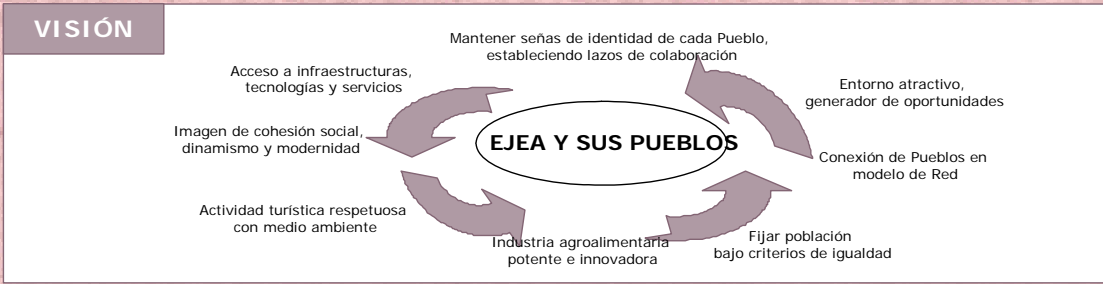 VISIÓN
Mantener señas de identidad de cada Pueblo,
estableciendo lazos de colaboración
Acceso a infraestructuras,
tecnologías y servicios
Entorno atractivo,
generador de oportunidades
Imagen de cohesión social,
dinamismo y modernidad
EJEA Y SUS PUEBLOS
Conexión de Pueblos en
modelo de Red
Actividad turística respetuosa
con medio ambiente
Industria agroalimentaria
potente e innovadora
Fijar población
bajo criterios de igualdad